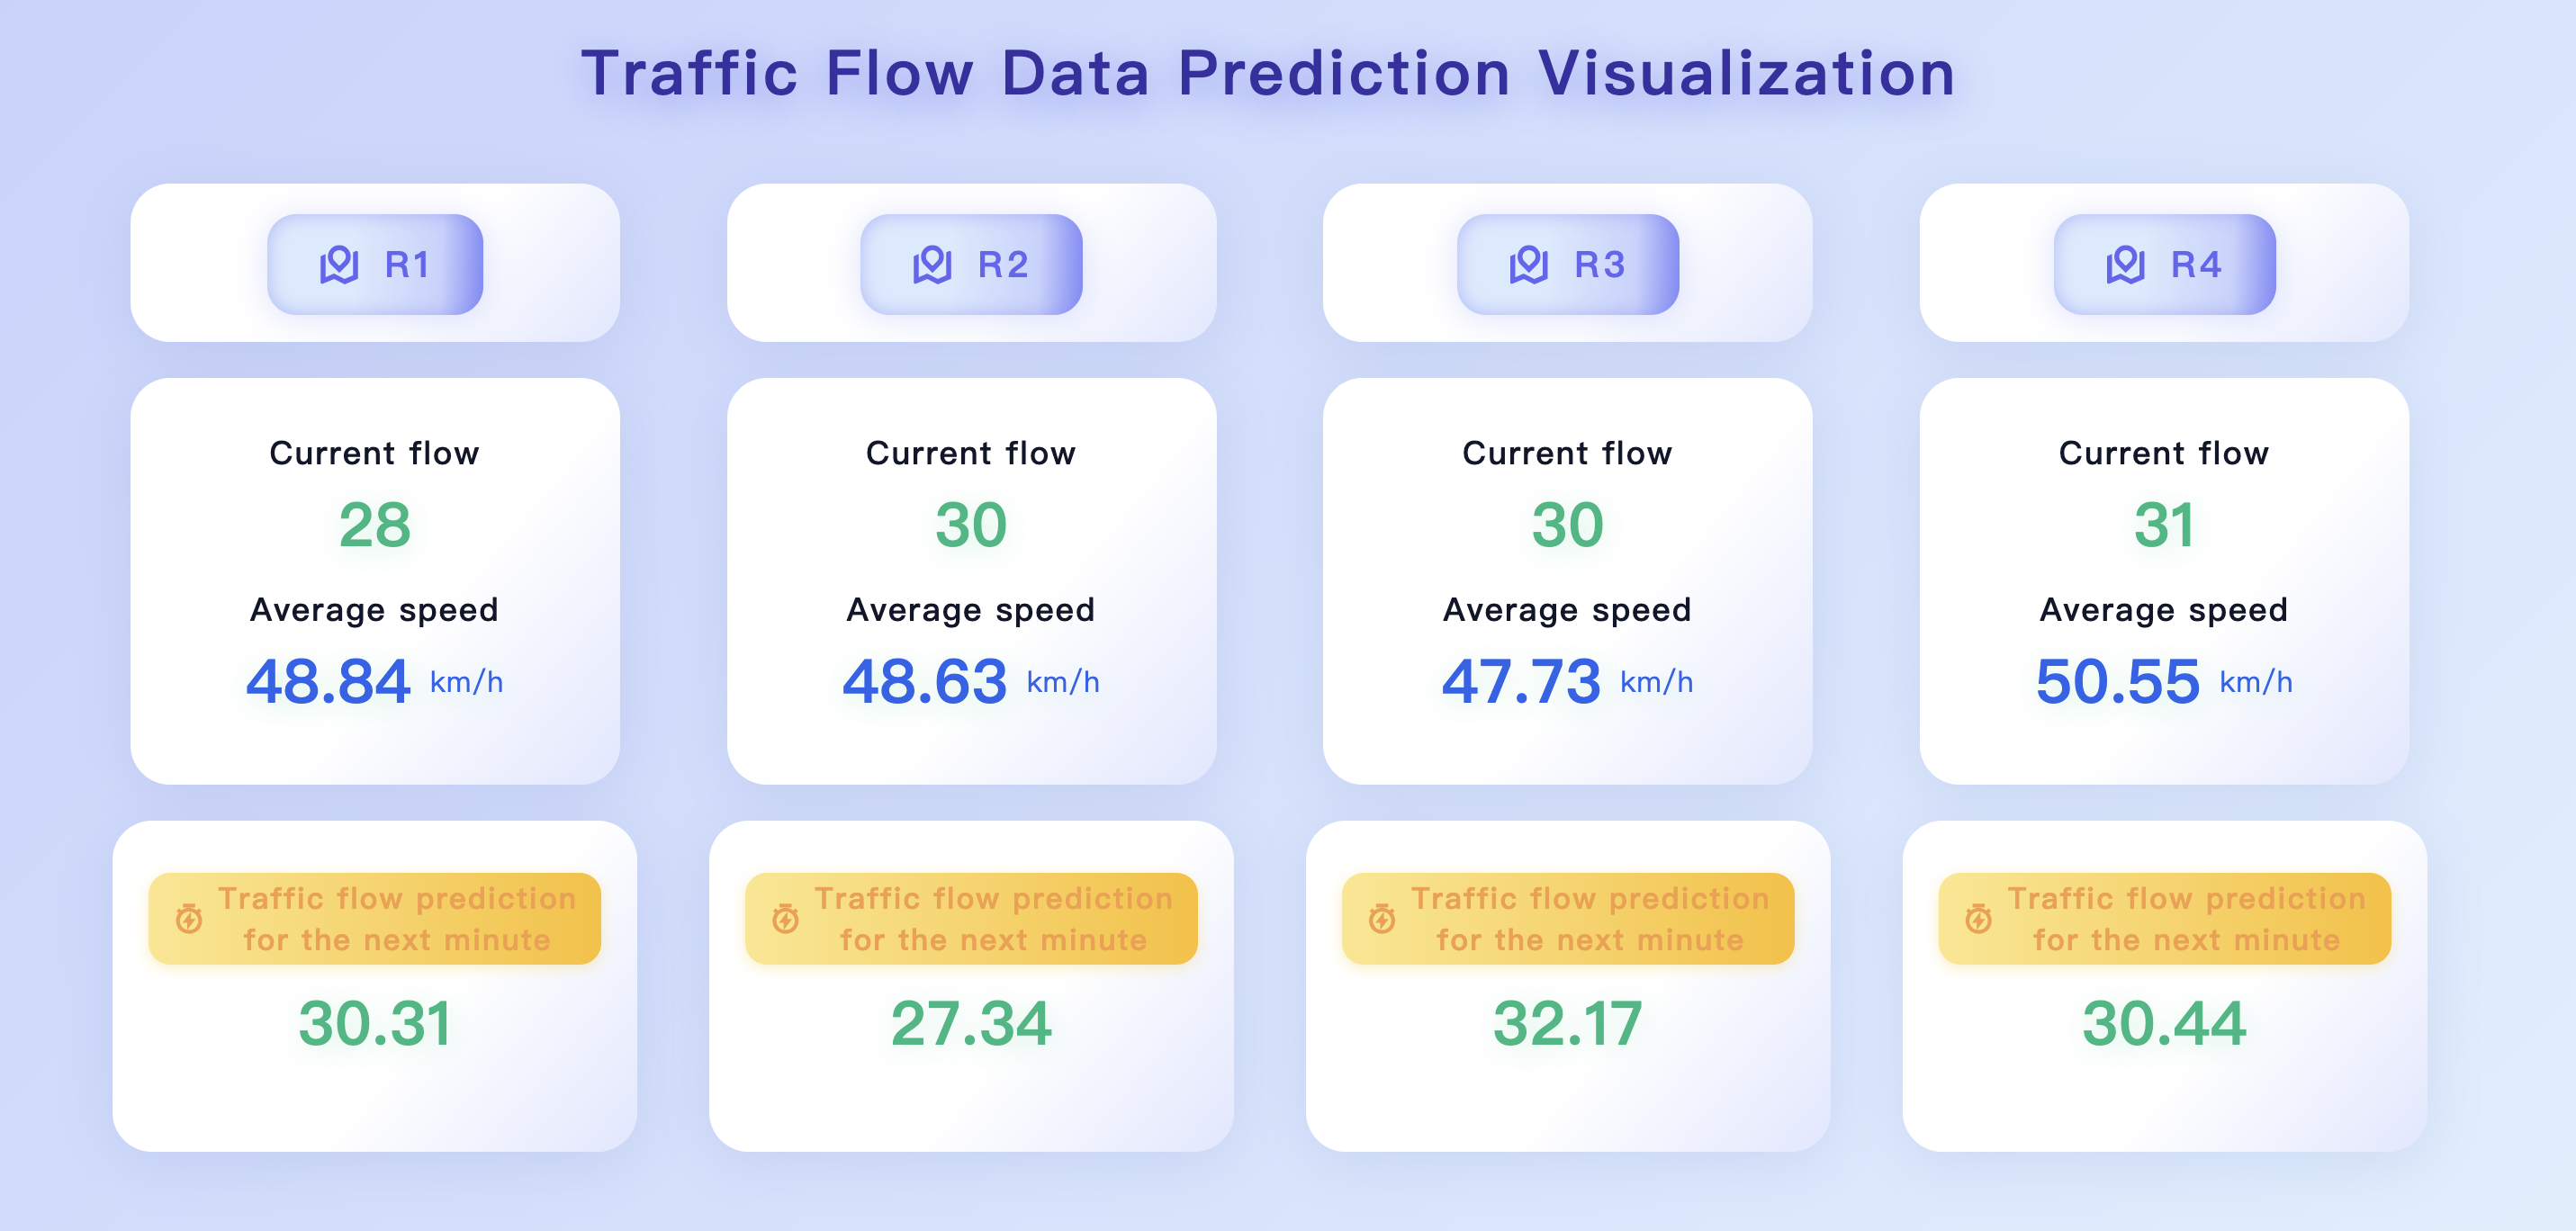 Traffic Flow Data Prediction Visualization
R1
R2
R3
R4
Current flow
28
Average speed
48.84 km/h
Current flow
30
Average speed
48.63 km/h
Current flow
30
Average speed
47.73 km/h
Current flow
31
Average speed
50.55 km/h
Traffic flow prediction
for the next minute
30.31
Traffic flow prediction
for the next minute
27.34
Traffic flow prediction
for the next minute
32.17
Traffic flow prediction
for the next minute
30.44